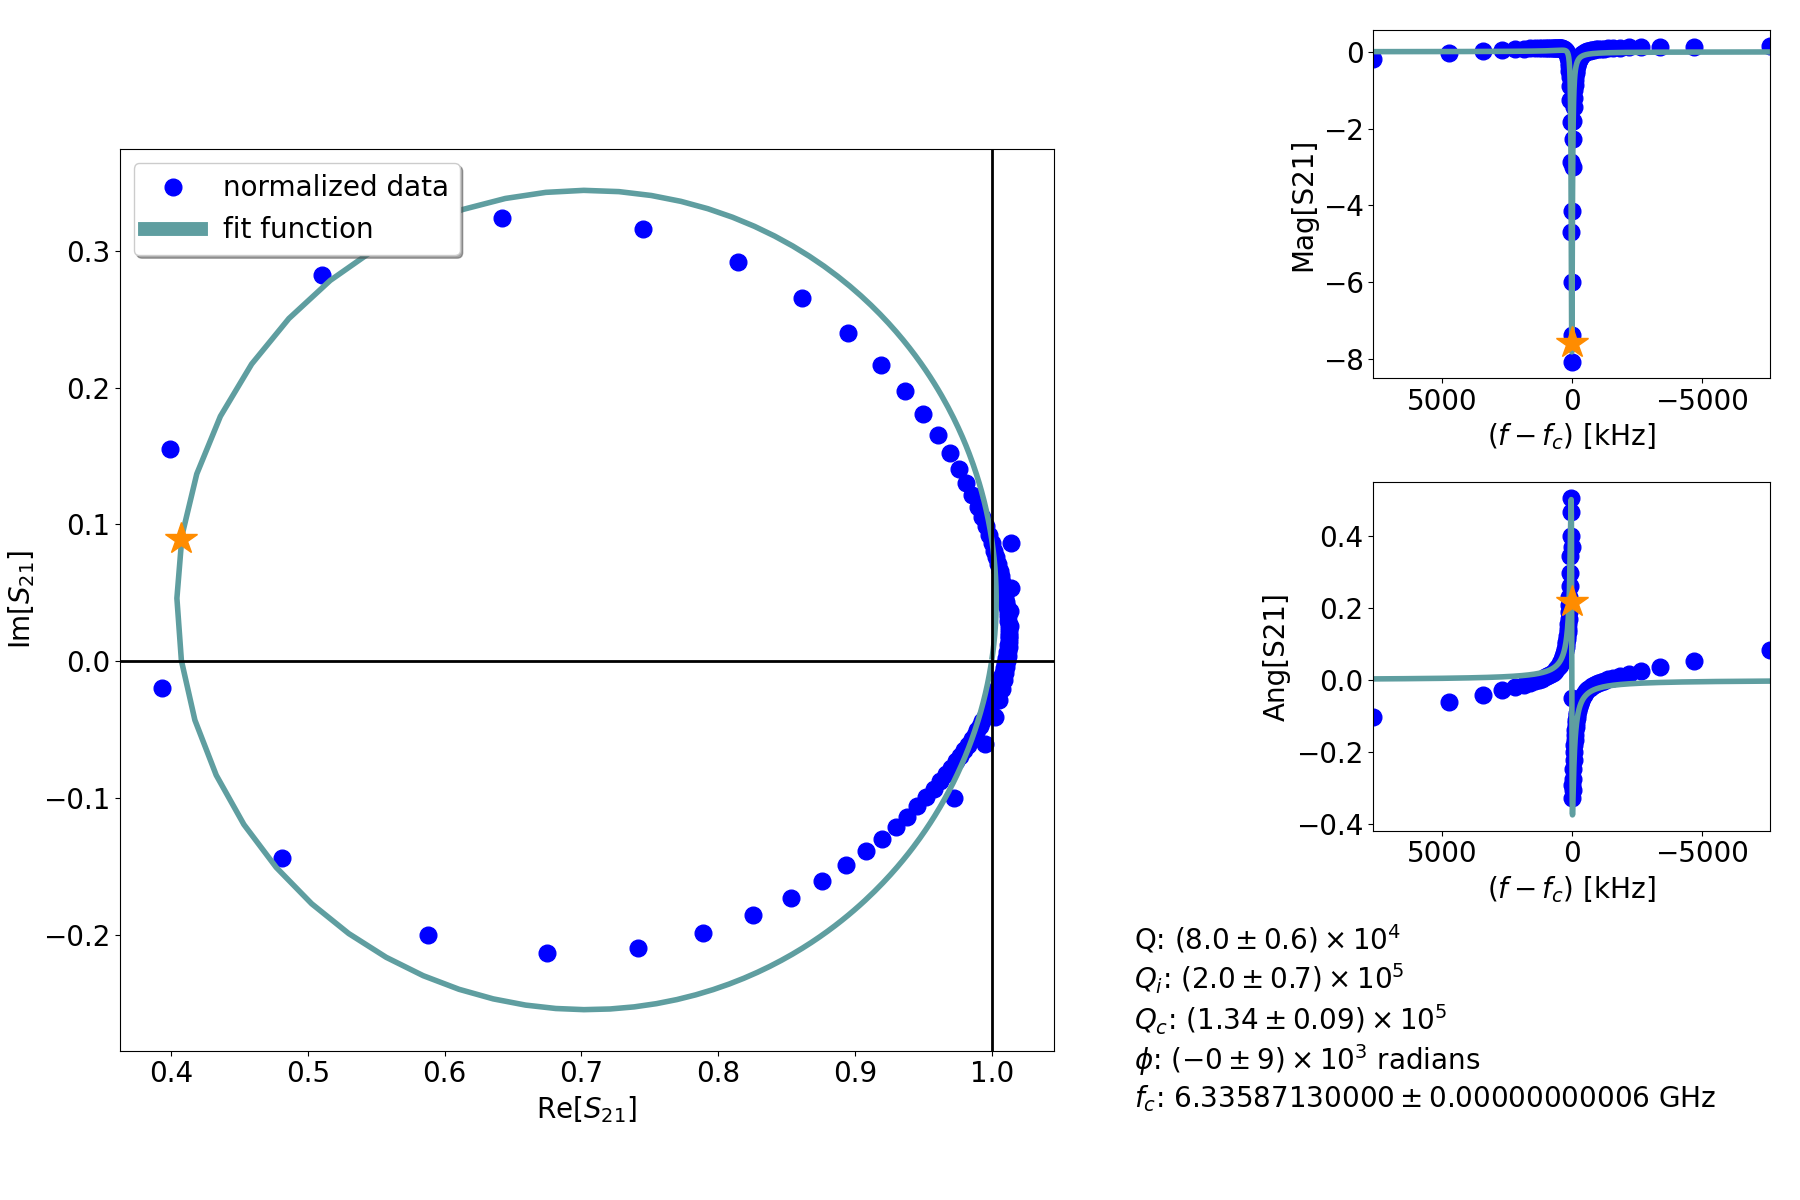 normalized data
fit function
0.3
0.2
0.1
0.0
−0.1
−0.2
Im[S21]
0.4 0.5 0.6 0.7 0.8 0.9 1.0
Re[S21]
0
−2
−4
−6
−8
Mag[S21]
5000 0 −5000
(f − fc) [kHz]
0.4
0.2
0.0
−0.2
−0.4
Ang[S21]
5000 0 −5000
(f − fc) [kHz]
Q: (8.0 ± 0.6) × 10^4
Qi: (2.0 ± 0.7) × 10^5
Qc: (1.34 ± 0.09) × 10^5
ϕ: (−0 ± 9) × 10^3 radians
fc: 6.33587130000 ± 0.00000000006 GHz